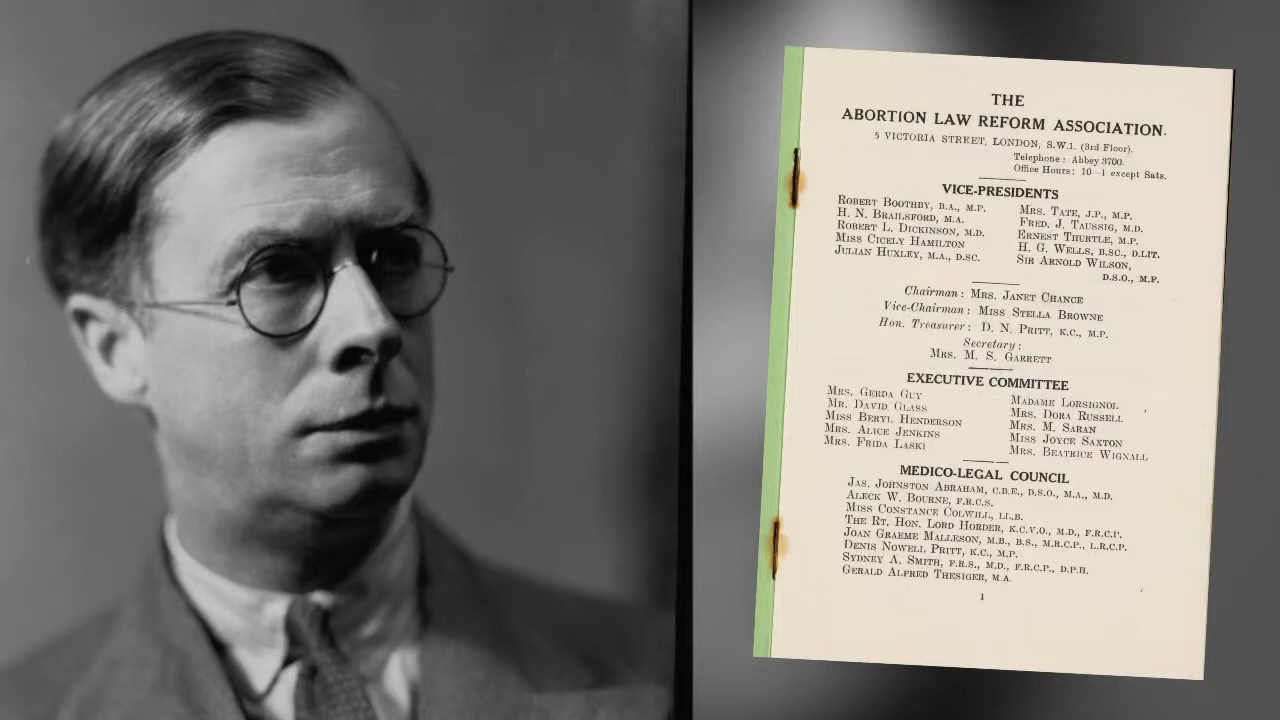 THE
ABORTION LAW REFORM ASSOCIATION.
5 VICTORIA STREET, LONDON, S.W.1. (3rd Floor).
Telephone: Abbey 3700.
Office Hours: 10—1 except Sats.
VICE-PRESIDENTS
ROBERT BOOTHBY, B.A., M.P.
H. N. BRAILSFORD, M.A.
ROBERT L. DICKINSON, M.D.
MISS CICELY HAMILTON
JULIAN HUXLEY, M.A., D.SC.
MRS. TATE, J.P., M.P.
FRED. J. TAUSSIG, M.D.
ERNEST THURTLE, M.P.
H. G. WELLS, B.SC., D.LIT.
SIR ARNOLD WILSON,
D.S.O., M.P.
Chairman: MRS. JANET CHANCE
Vice-Chairman: MISS STELLA BROWNE
Hon. Treasurer: D. N. PRITT, K.C., M.P.
Secretary:
MRS. M. S. GARRETT
EXECUTIVE COMMITTEE
MRS. GERDA GUY
MR. DAVID GLASS
MISS BERYL HENDERSON
MRS. ALICE JENKINS
MRS. FRIDA LASKI
MADAME LORSIGNOL
MRS. DORA RUSSELL
MRS. M. SARAN
MISS JOYCE SAXTON
MRS. BEATRICE WIGNALL
MEDICO-LEGAL COUNCIL
JAS. JOHNSTON ABRAHAM, C.B.E., D.S.O., M.A., M.D.
ALECK W. BOURNE, F.R.C.S.
MISS CONSTANCE COLWILL, LL.B.
THE RT. HON. LORD HORDER, K.C.V.O., M.D., F.R.C.P.
JOAN GRAEME MALLESON, M.B., B.S., M.R.C.P., L.R.C.P.
DENIS NOWELL PRITT, K.C., M.P.
SYDNEY A. SMITH, F.R.S., M.D., F.R.C.P., D.P.H.
GERALD ALFRED THESIGER, M.A.
1